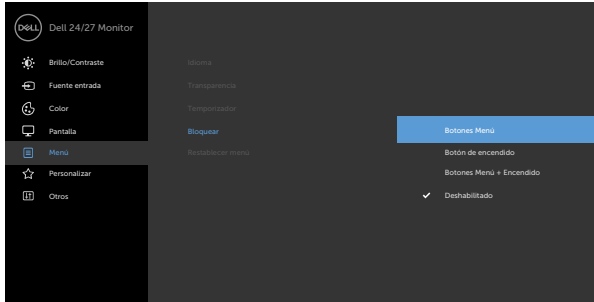 DELL
Dell 24/27 Monitor
Brillo/Contraste
Fuente entrada
Color
Pantalla
Menú
Personalizar
Otros
Idioma
Transparencia
Temporizador
Bloquear
Restablecer menú
Botones Menú
Botón de encendido
Botones Menú + Encendido
Deshabilitado